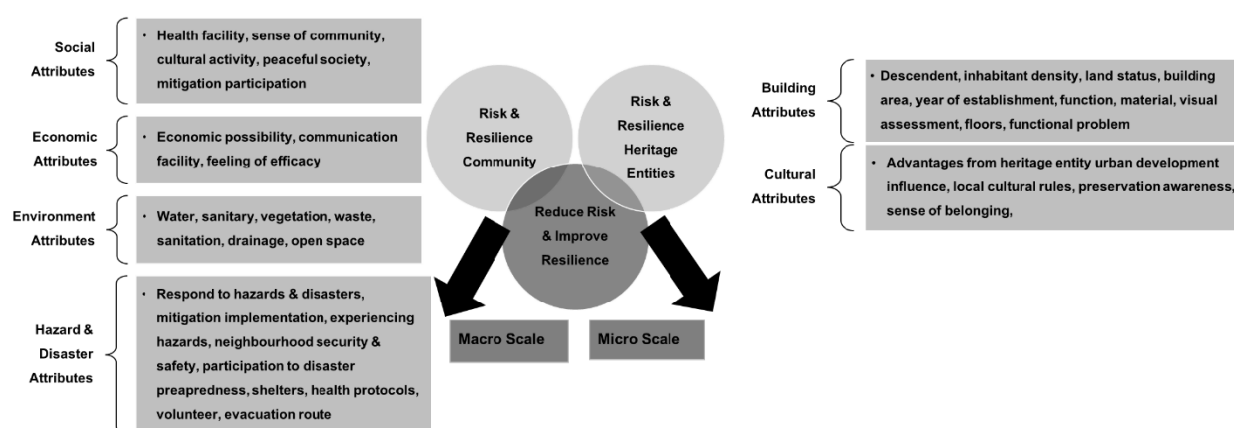 Social
Attributes
• Health facility, sense of community,
cultural activity, peaceful society,
mitigation participation
Economic
Attributes
• Economic possibility, communication
facility, feeling of efficacy
Environment
Attributes
• Water, sanitary, vegetation, waste,
sanitation, drainage, open space
Hazard &
Disaster
Attributes
• Respond to hazards & disasters,
mitigation implementation, experiencing
hazards, neighbourhood security &
safety, participation to disaster
preapredness, shelters, health protocols,
volunteer, evacuation route
Risk &
Resilience
Community
Risk &
Resilience
Heritage
Entities
Reduce Risk
& Improve
Resilience
Macro Scale
Micro Scale
Building
Attributes
• Descendent, inhabitant density, land status, building
area, year of establishment, function, material, visual
assessment, floors, functional problem
Cultural
Attributes
• Advantages from heritage entity urban development
influence, local cultural rules, preservation awareness,
sense of belonging,